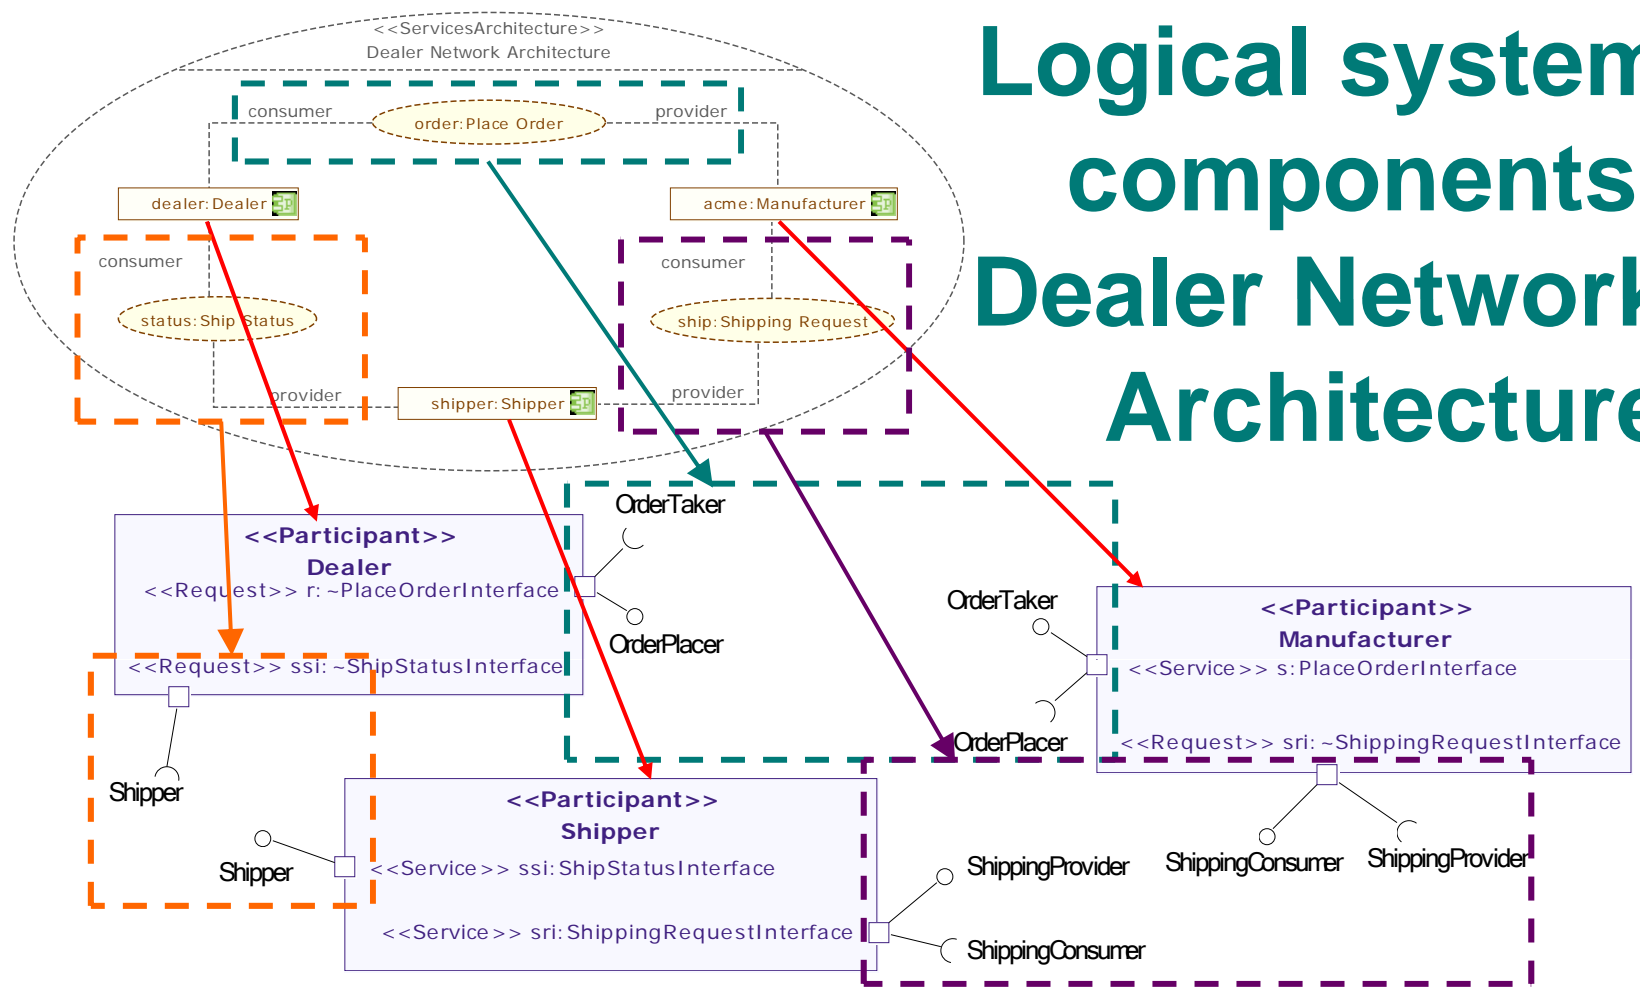 <<ServicesArchitecture>>
Dealer Network Architecture
Logical system
components
Dealer Network
Architecture
consumer
order:Place Order
provider
dealer:Dealer
P
acme:Manufacturer
P
consumer
consumer
status:Ship Status
ship:Shipping Request
provider
shipper:Shipper
P
provider
OrderTaker
<<Participant>>
Dealer
<<Request>> r:~PlaceOrderInterface
<<Request>> ssi:~ShipStatusInterface
OrderPlacer
OrderTaker
<<Participant>>
Manufacturer
<<Service>> s:PlaceOrderInterface
<<Request>> sri:~ShippingRequestInterface
OrderPlacer
Shipper
<<Participant>>
Shipper
<<Service>> ssi:ShipStatusInterface
<<Service>> sri:ShippingRequestInterface
Shipper
ShippingProvider
ShippingConsumer
ShippingConsumer
ShippingProvider